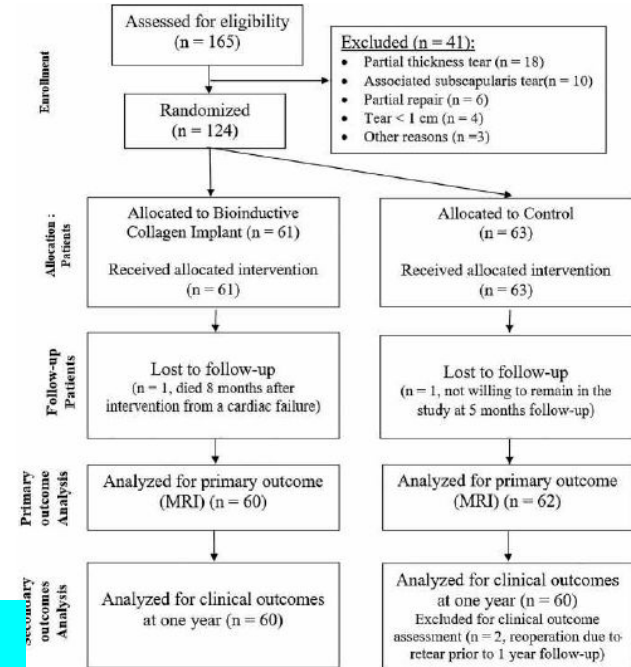 Assessed for eligibility
(n = 165)
Enrollment
Excluded (n = 41):
• Partial thickness tear (n = 18)
• Associated subscapularis tear(n = 10)
• Partial repair (n = 6)
• Tear < 1 cm (n = 4)
• Other reasons (n =3)
Randomized
(n = 124)
Allocation :
Patients
Allocated to Bioinductive
Collagen Implant (n = 61)
Received allocated intervention
(n = 61)
Allocated to Control
(n = 63)
Received allocated intervention
(n = 63)
Follow-up
Patients
Lost to follow-up
(n = 1, died 8 months after
intervention from a cardiac failure)
Lost to follow-up
(n = 1, not willing to remain in the
study at 5 months follow-up)
Primary
outcome
Analysis
Analyzed for primary outcome
(MRI) (n = 60)
Analyzed for primary outcome
(MRI) (n = 62)
outcomes
Analysis
Analyzed for clinical outcomes
at one year (n = 60)
Analyzed for clinical outcomes
at one year (n = 60)
Excluded for clinical outcome
assessment (n = 2, reoperation due to
retear prior to 1 year follow-up)